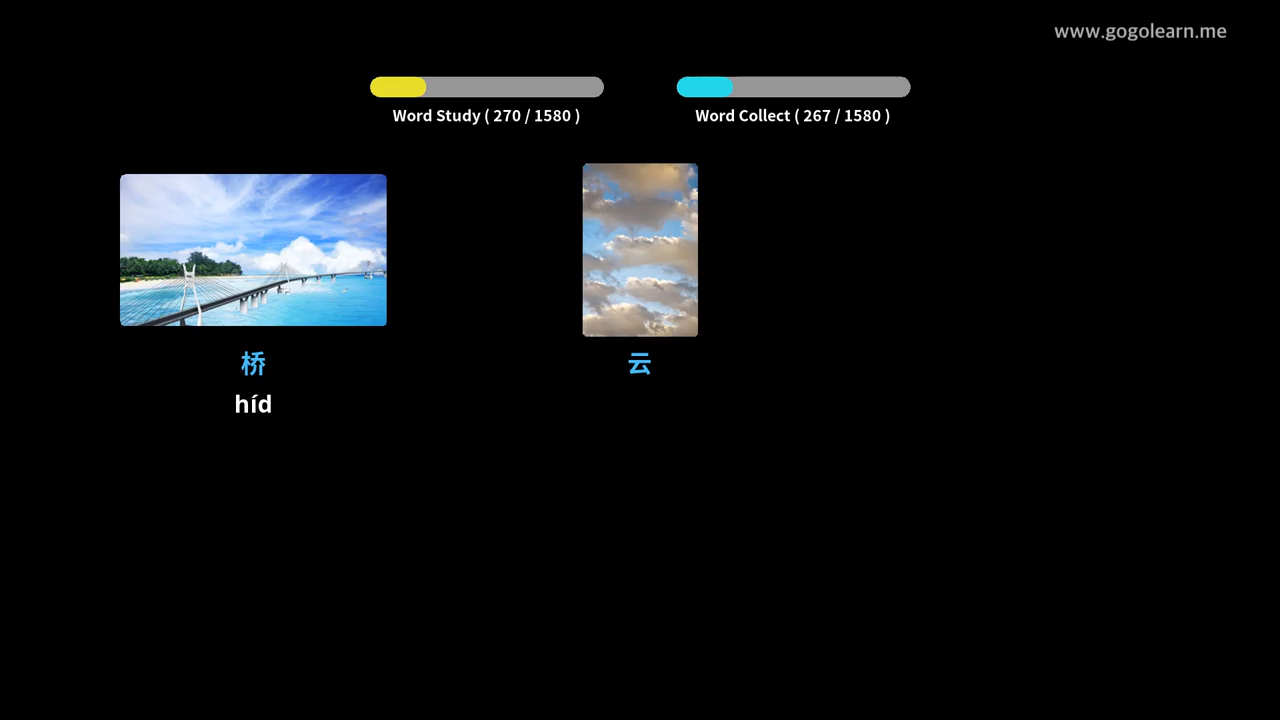 www.gogolearn.me
Word Study ( 270 / 1580 )
Word Collect ( 267 / 1580 )
桥
híd
云